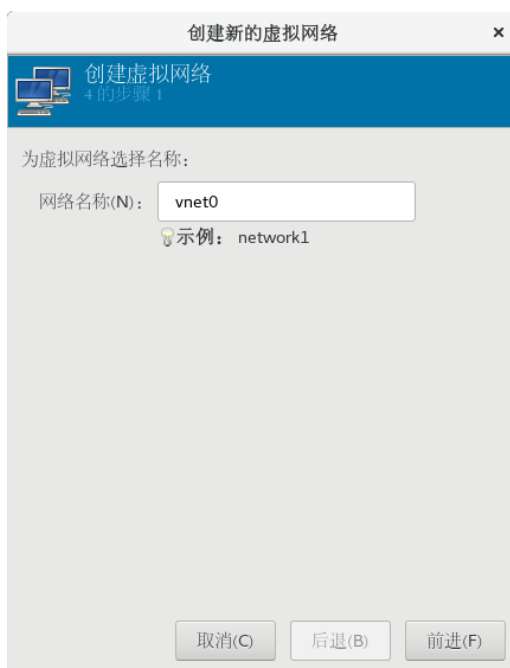 创建新的虚拟网络 ×
创建虚拟网络
4 的步骤 1
为虚拟网络选择名称：
网络名称(N)： vnet0
示例： network1
取消(C) 后退(B) 前进(F)